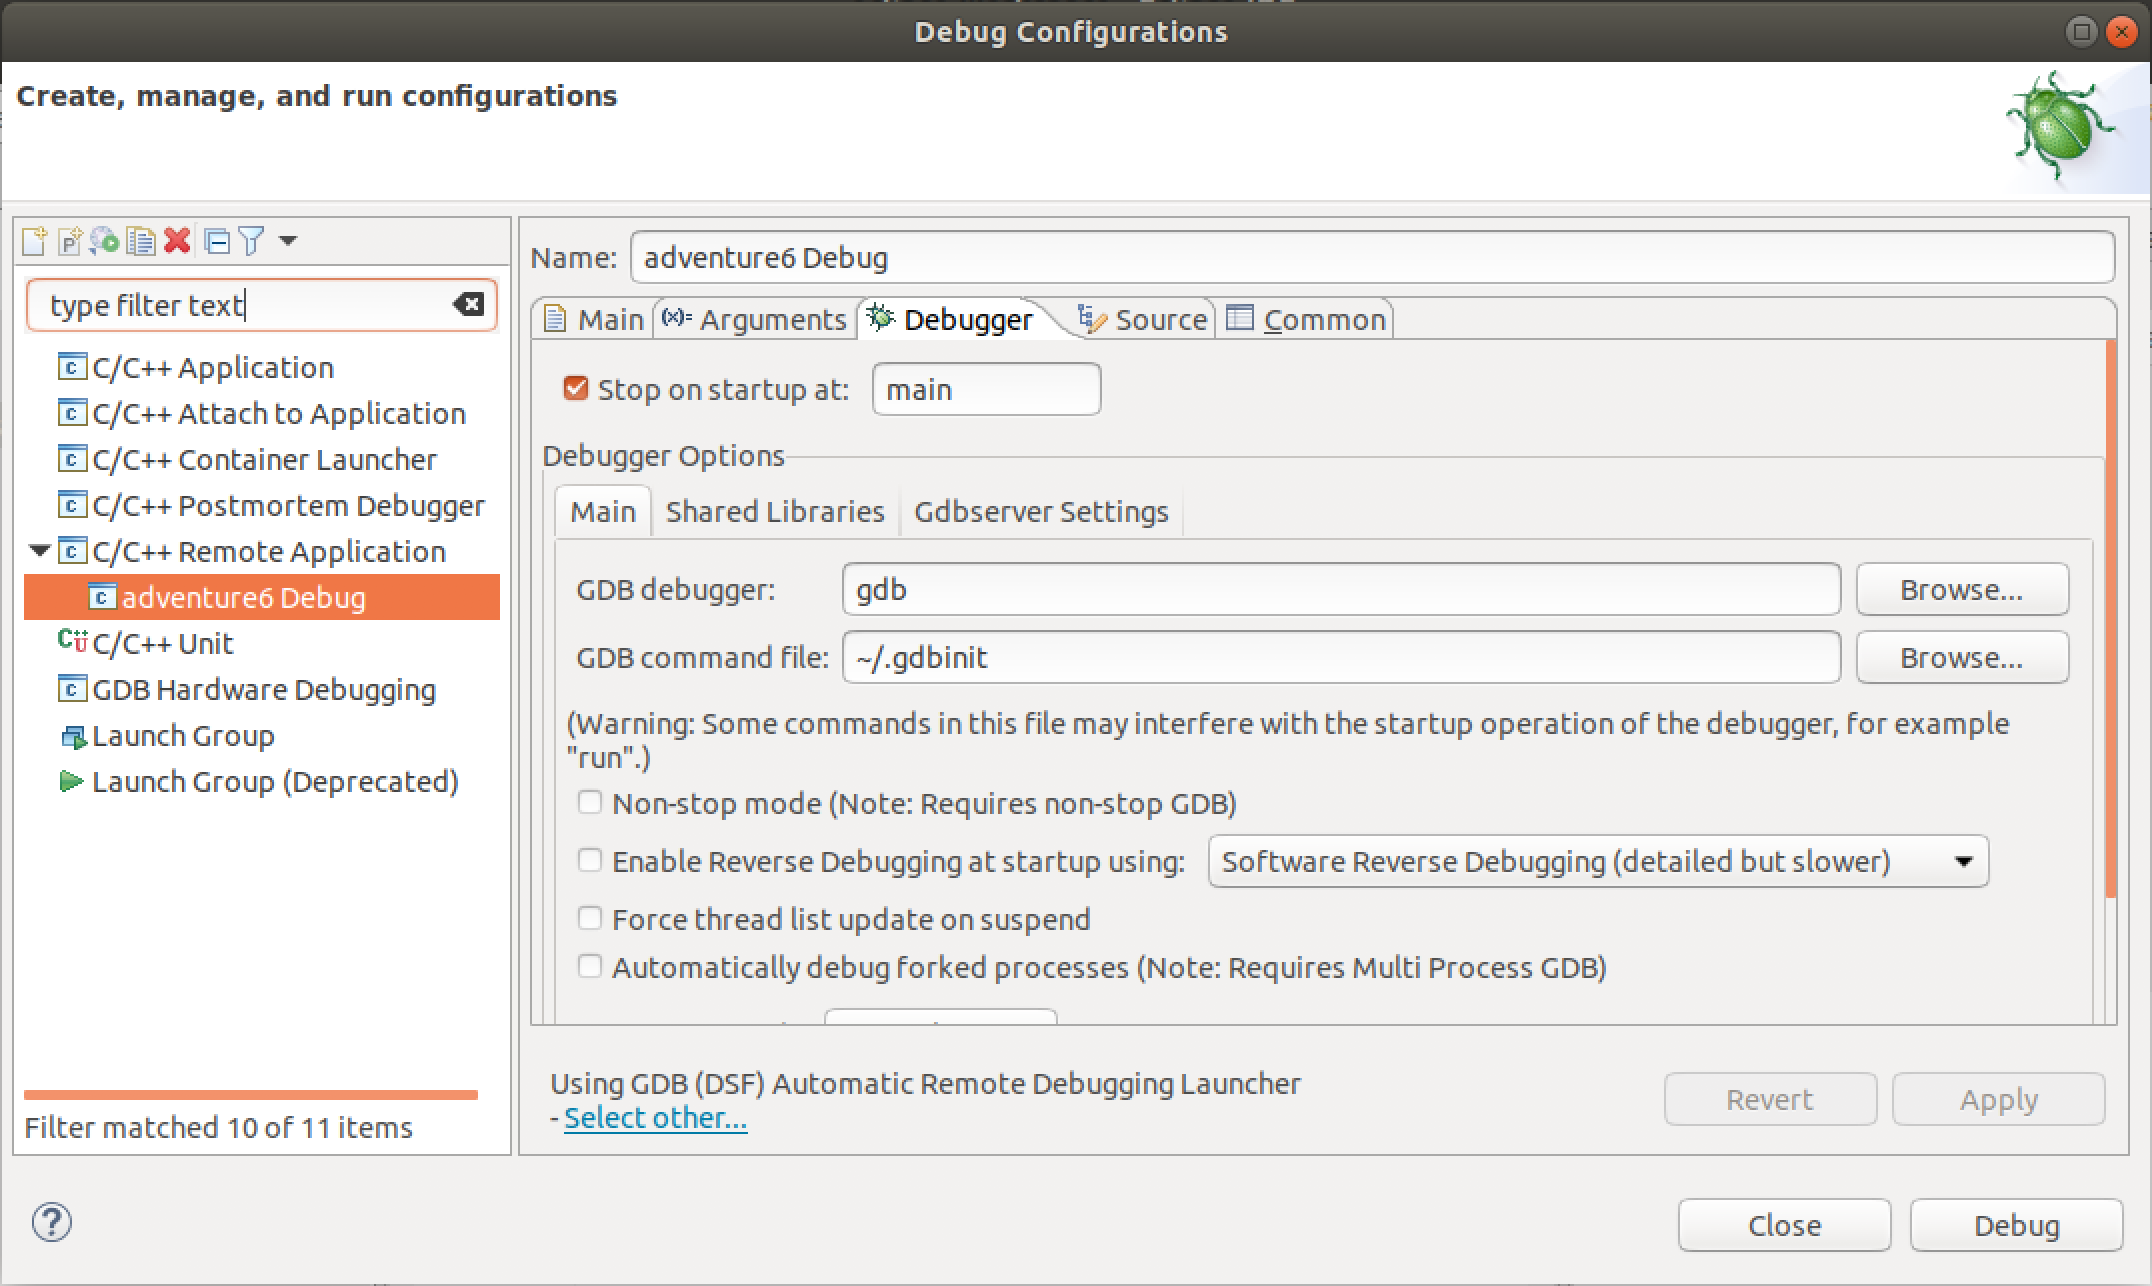 Debug Configurations
Create, manage, and run configurations
type filter text
C/C++ Application
C/C++ Attach to Application
C/C++ Container Launcher
C/C++ Postmortem Debugger
C/C++ Remote Application
adventure6 Debug
C/C++ Unit
GDB Hardware Debugging
Launch Group
Launch Group (Deprecated)
Filter matched 10 of 11 items
Name: adventure6 Debug
Main (x)= Arguments Debugger Source Common
Stop on startup at: main
Debugger Options
Main Shared Libraries Gdbserver Settings
GDB debugger: gdb Browse...
GDB command file: ~/.gdbinit Browse...
(Warning: Some commands in this file may interfere with the startup operation of the debugger, for example
"run".)
Non-stop mode (Note: Requires non-stop GDB)
Enable Reverse Debugging at startup using: Software Reverse Debugging (detailed but slower)
Force thread list update on suspend
Automatically debug forked processes (Note: Requires Multi Process GDB)
Using GDB (DSF) Automatic Remote Debugging Launcher
- Select other...
Revert Apply
Close Debug